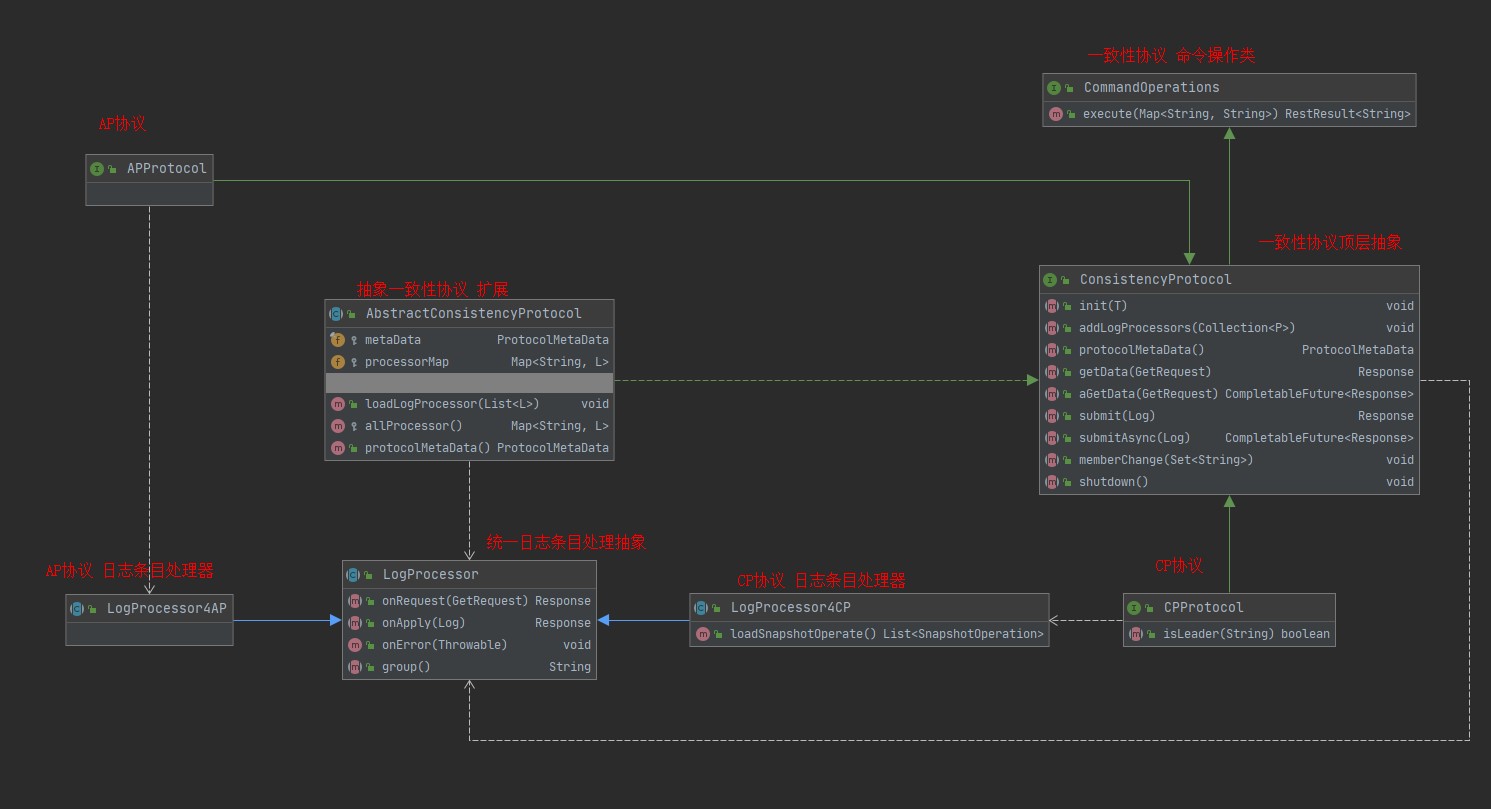 一致性协议 命令操作类
CommandOperations
execute(Map<String, String>) RestResult<String>
AP协议
APProtocol
一致性协议顶层抽象
ConsistencyProtocol
init(T) void
addLogProcessors(Collection<P>) void
protocolMetaData() ProtocolMetaData
getData(GetRequest) Response
aGetData(GetRequest) CompletableFuture<Response>
submit(Log) Response
submitAsync(Log) CompletableFuture<Response>
memberChange(Set<String>) void
shutdown() void
抽象一致性协议 扩展
AbstractConsistencyProtocol
metaData ProtocolMetaData
processorMap Map<String, L>
loadLogProcessor(List<L>) void
allProcessor() Map<String, L>
protocolMetaData() ProtocolMetaData
AP协议 日志条目处理器
LogProcessor4AP
统一日志条目处理抽象
LogProcessor
onRequest(GetRequest) Response
onApply(Log) Response
onError(Throwable) void
group() String
CP协议 日志条目处理器
LogProcessor4CP
loadSnapshotOperate() List<SnapshotOperation>
CP协议
CPProtocol
isLeader(String) boolean